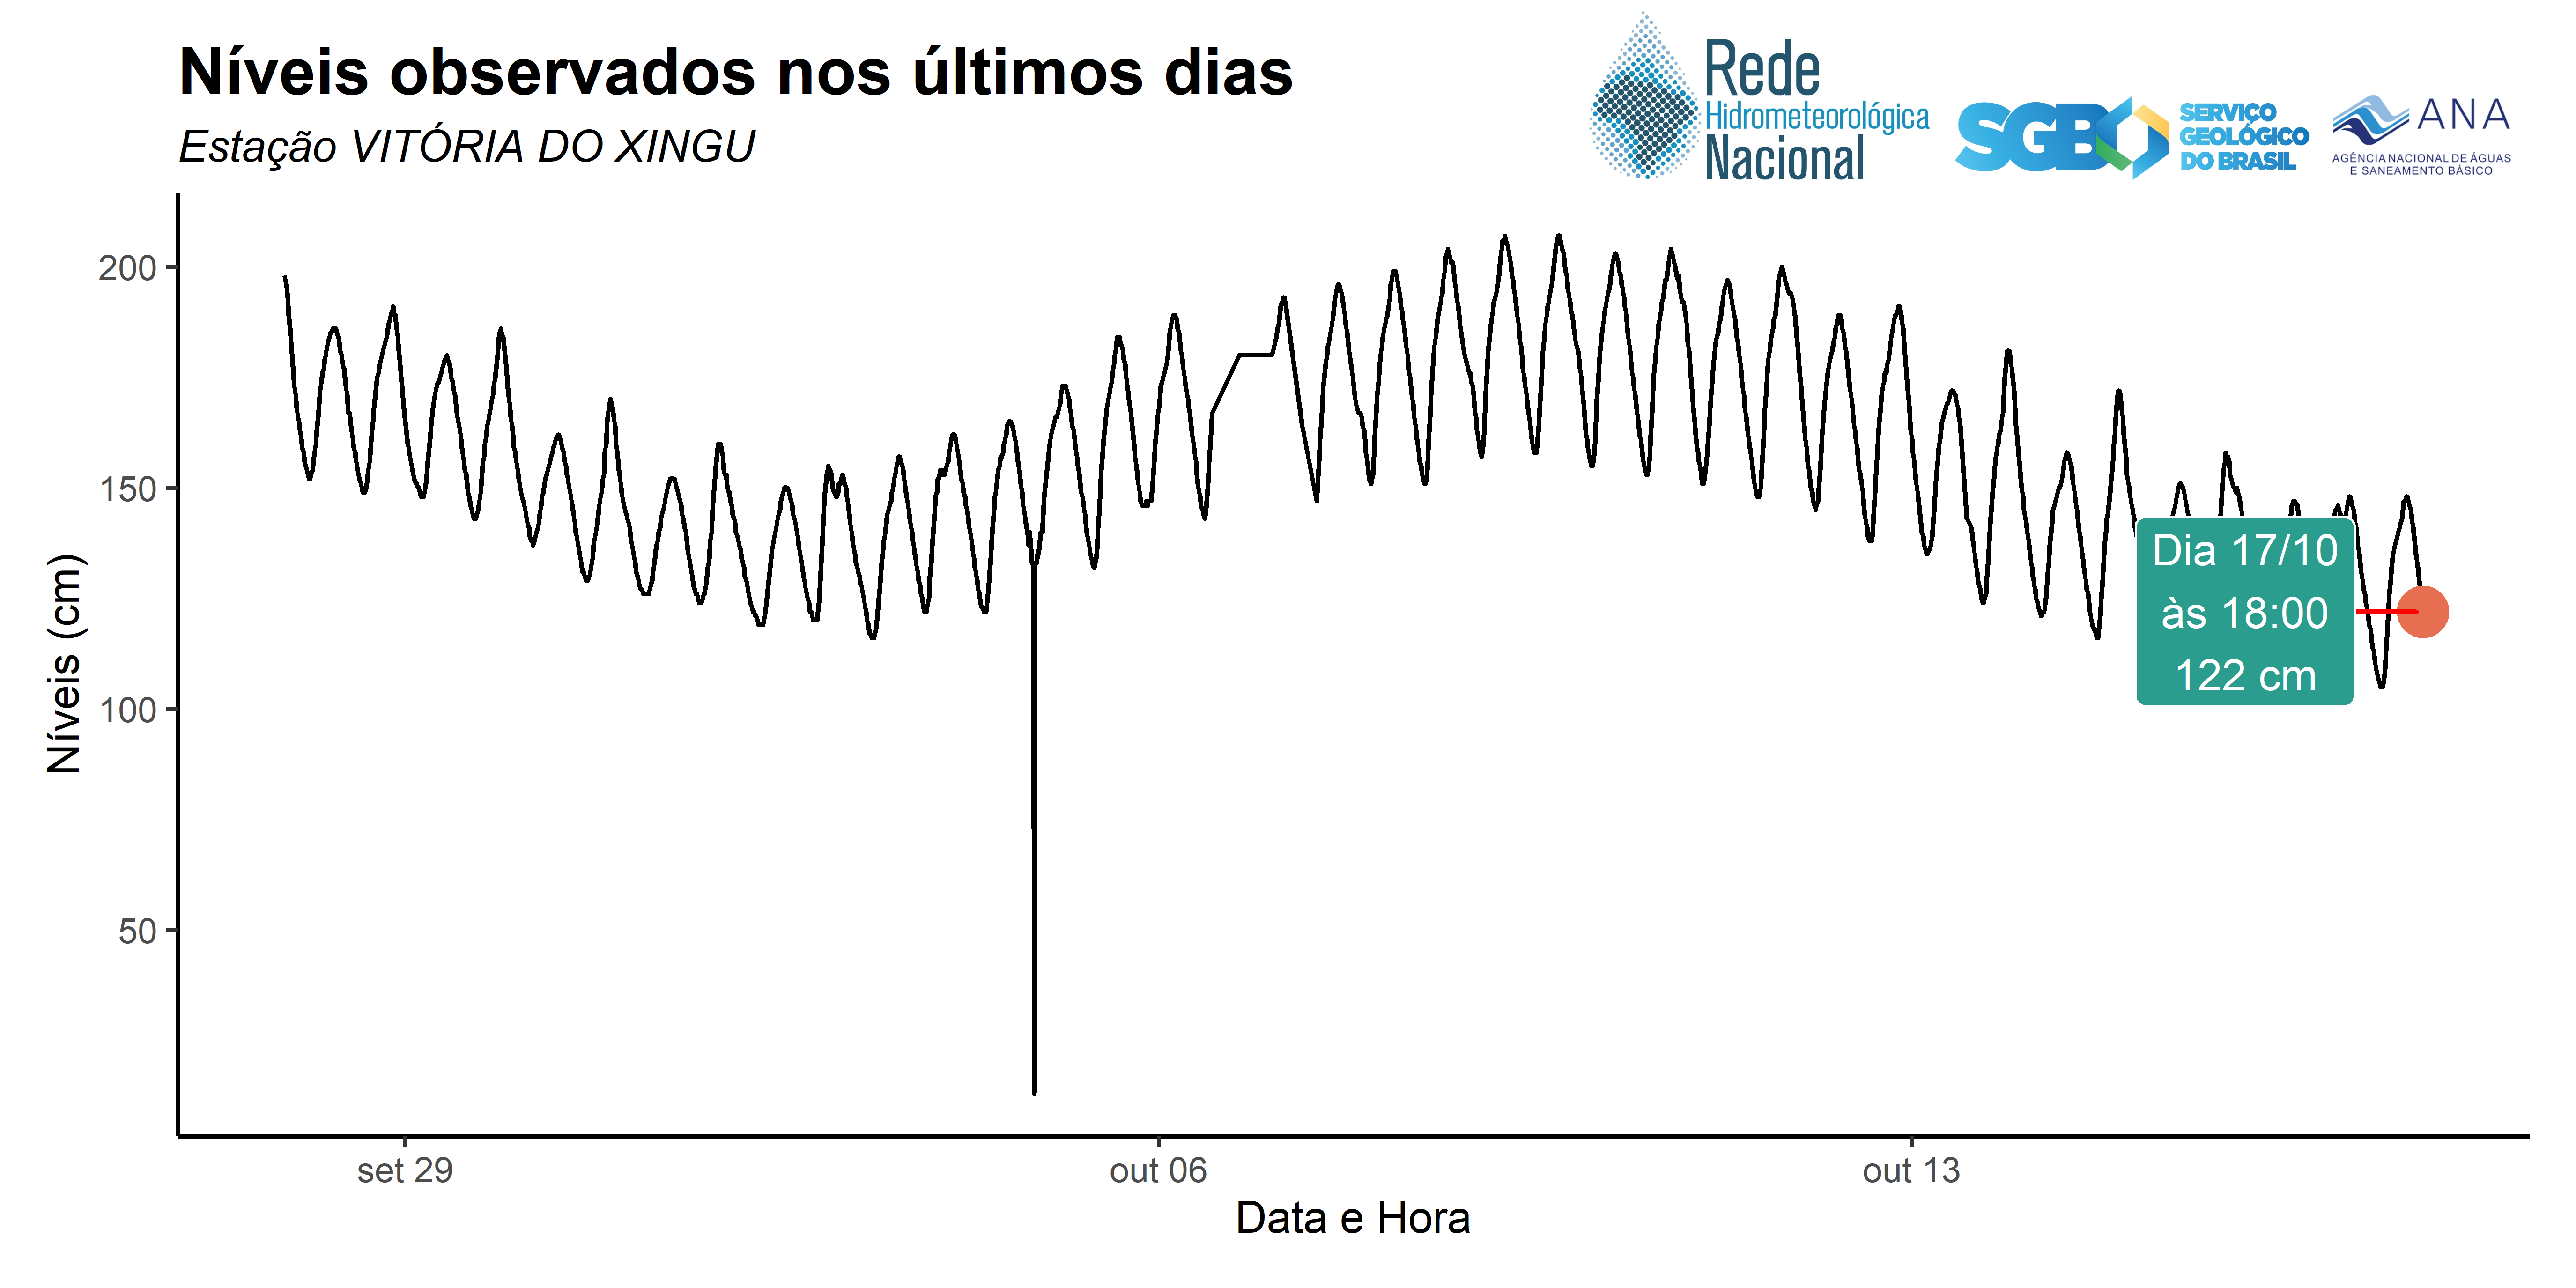 Níveis observados nos últimos dias
Estação VITÓRIA DO XINGU
Rede
Hidrometeorológica
Nacional
SGB
SERVIÇO
GEOLÓGICO
DO BRASIL
ANA
AGÊNCIA NACIONAL DE ÁGUAS
E SANEAMENTO BÁSICO
Níveis (cm)
200
150
100
50
Dia 17/10
às 18:00
122 cm
set 29
out 06
out 13
Data e Hora